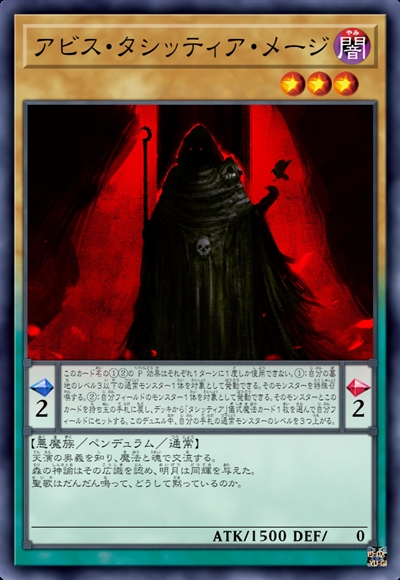 アビス・タシッティア・メージ
やみ
闇
このカード名の①②のP効果はそれぞれ1ターンに1度しか使用できない。①:自分の墓
地のレベル3以下の通常モンスター1体を対象として発動できる。そのモンスターを特殊召
喚する。②:自分フィールドのモンスター1体を対象として発動できる。そのモンスターとこ
のカードを持ち主の手札に戻し、デッキから「タシッティア」儀式魔法カード1枚を選んで自分フ
ィールドにセットする。このデュエル中、自分の手札の通常モンスターのレベルを3つ上がる。
2
2
【悪魔族/ペンデュラム/通常】
天演の奥義を知り、魔法と魂で交流する。
森の神諭はその広識を認め、明月は同輝を与えた。
聖歌はだんだん鳴って、どうして黙っているのか。
ATK/1500 DEF/ 0